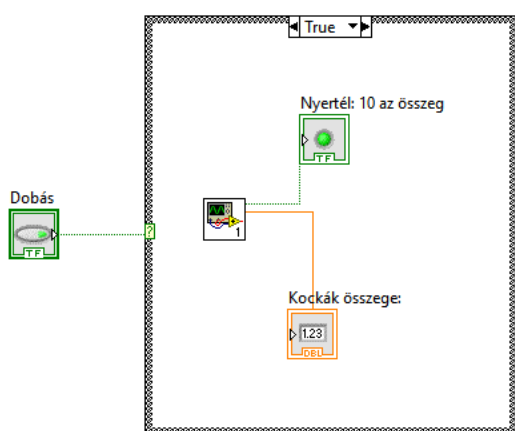 True
Nyertél: 10 az összeg
TF
Dobás
TF
?
1
Kockák összege:
1.23
DBL